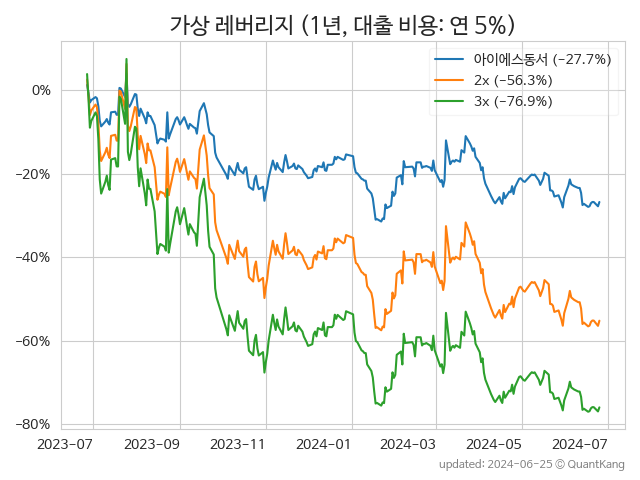 가상 레버리지 (1년, 대출 비용: 연 5%)
아이에스동서 (−27.7%)
2x (−56.3%)
3x (−76.9%)
0%
−20%
−40%
−60%
−80%
2023-07 2023-09 2023-11 2024-01 2024-03 2024-05 2024-07
updated: 2024-06-25 © QuantKang